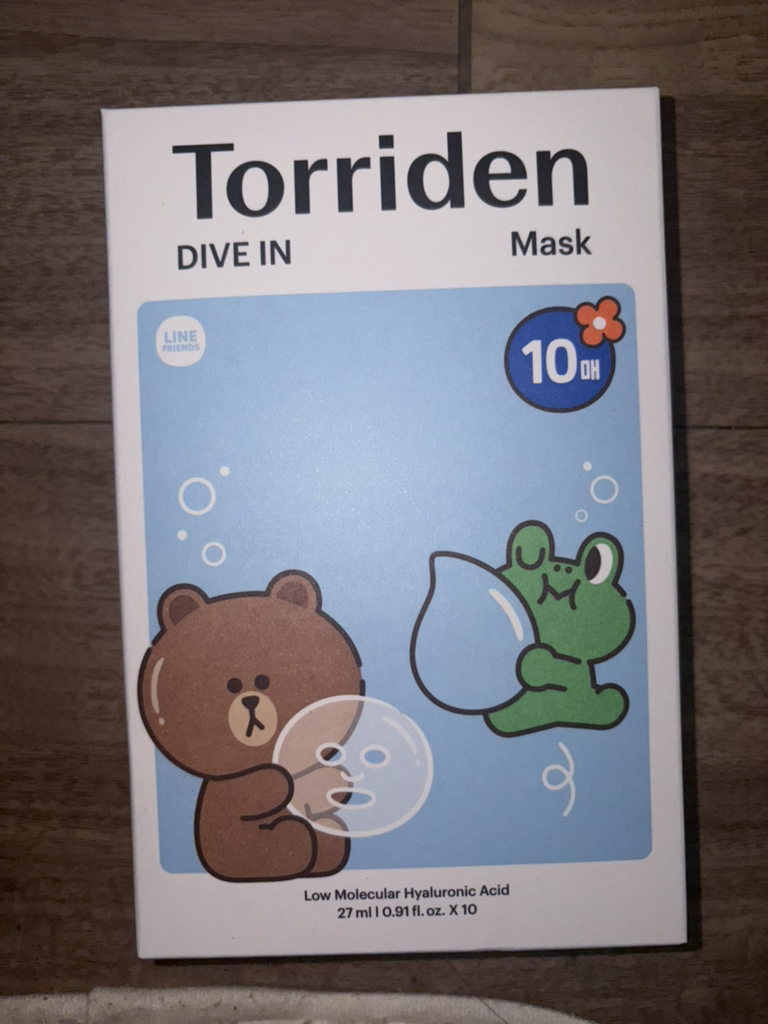 Torriden
DIVE IN Mask
LINE
FRIENDS
10매
Low Molecular Hyaluronic Acid
27 ml | 0.91 fl. oz. X 10